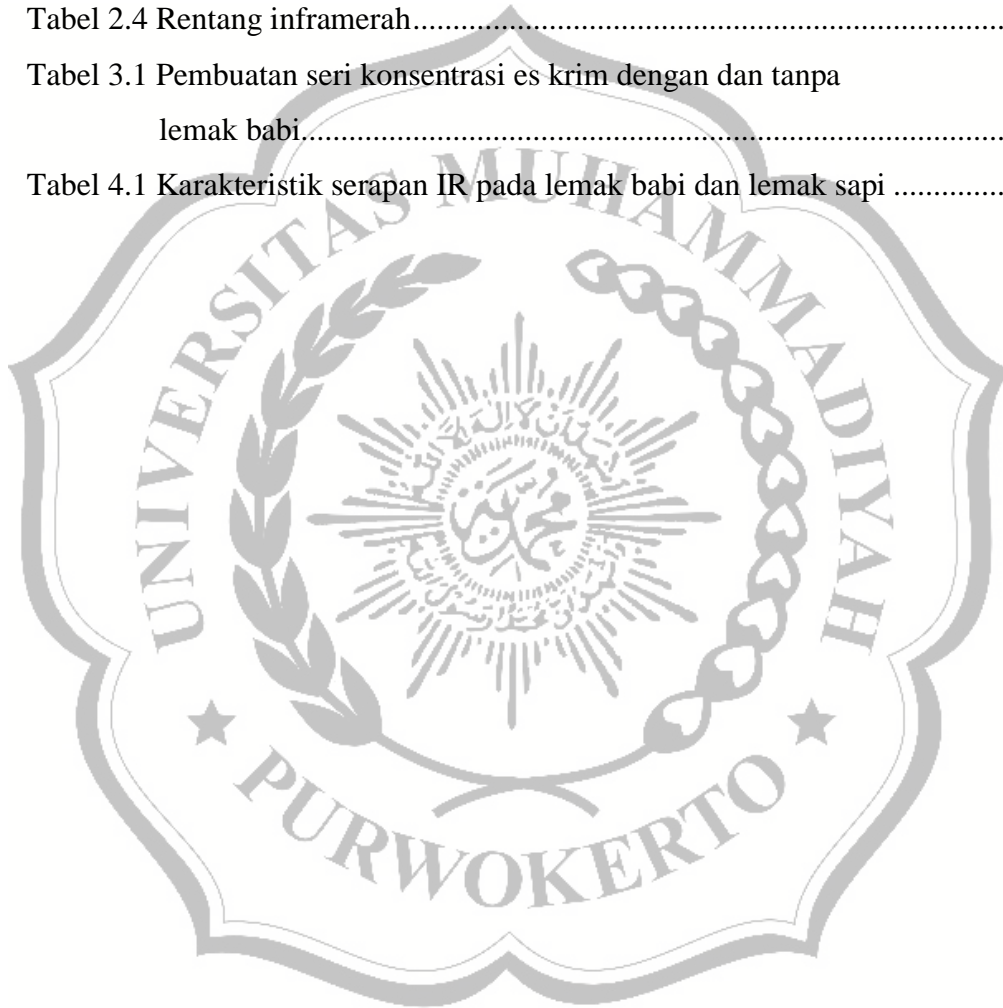 Tabel 2.4 Rentang inframerah..........................................................................
Tabel 3.1 Pembuatan seri konsentrasi es krim dengan dan tanpa
lemak babi........................................................................................
Tabel 4.1 Karakteristik serapan IR pada lemak babi dan lemak sapi ..............
UNIVERSITAS MUHAMMADIYAH
PURWOKERTO